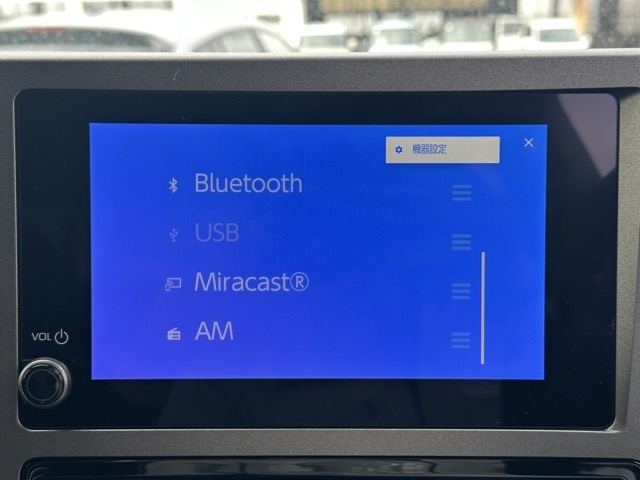 機器設定
Bluetooth
USB
Miracast®
AM
VOL